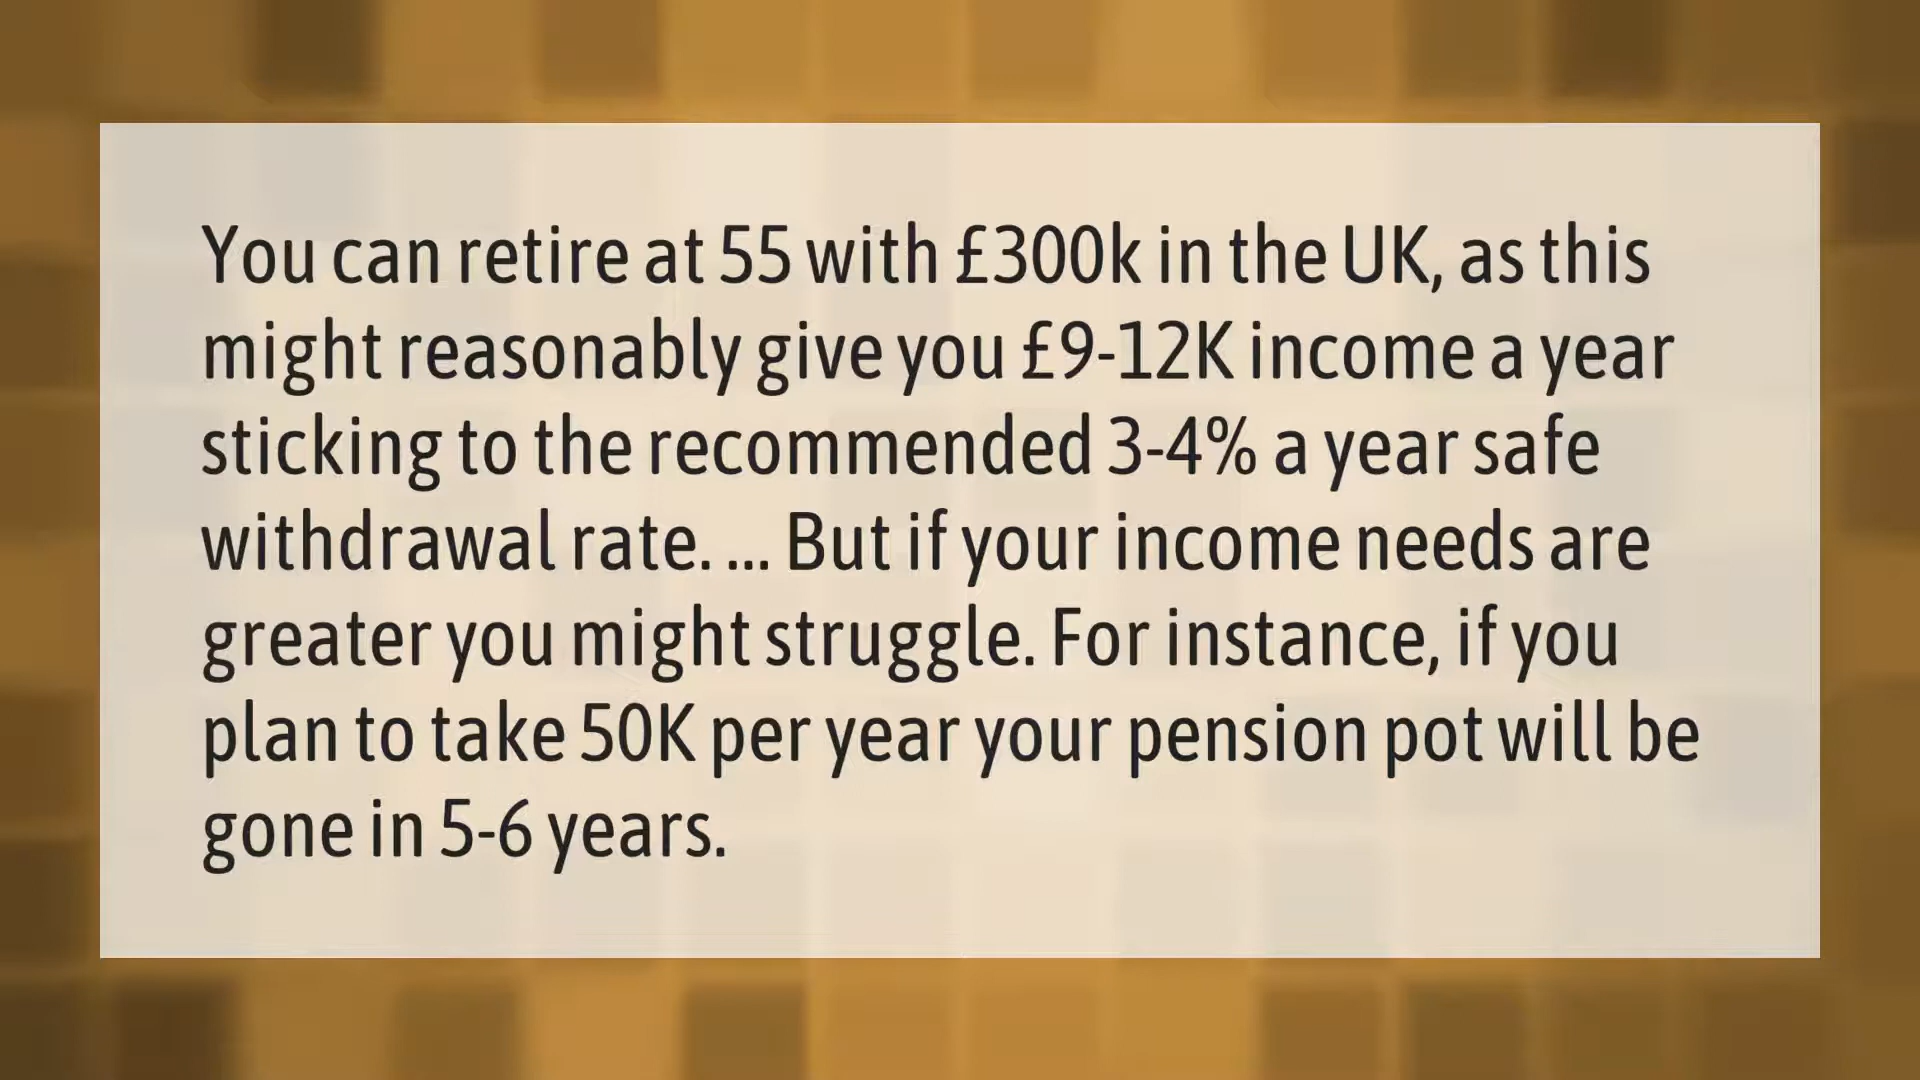 You can retire at 55 with £300k in the UK, as this
might reasonably give you £9-12K income a year
sticking to the recommended 3-4% a year safe
withdrawal rate. ... But if your income needs are
greater you might struggle. For instance, if you
plan to take 50K per year your pension pot will be
gone in 5-6 years.